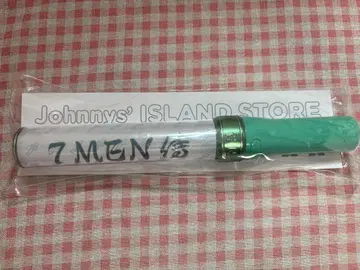 Johnnys' ISLAND STORE
7 MEN 侍